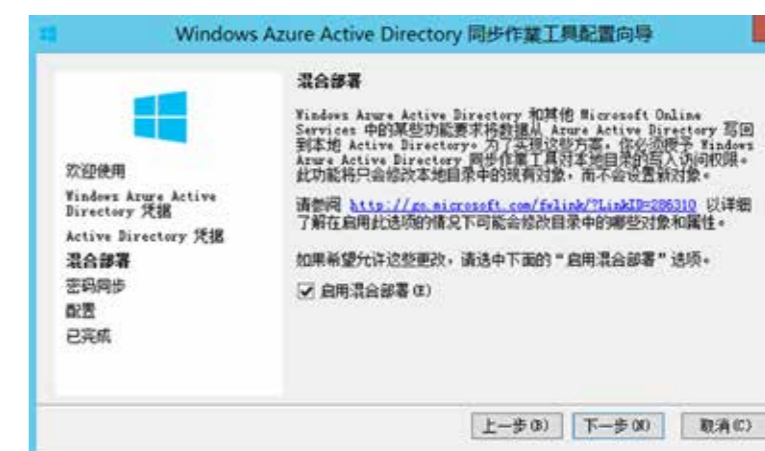 Windows Azure Active Directory 同步作業工具配置向导
欢迎使用
Windows Azure Active
Directory 凭据
Active Directory 凭据
混合部署
密码同步
配置
已完成
混合部署
Windows Azure Active Directory 和其他 Microsoft Online
Services 中的某些功能要求将数据从 Azure Active Directory 写回
到本地 Active Directory。为了实现这些方案，你必须授予 Windows
Azure Active Directory 同步作業工具对本地目录的写入访问权限。
此功能将只会修改本地目录中的现有对象，而不会设置新对象。
请参阅 http://go.microsoft.com/fwlink/?LinkID=286310 以详细
了解在启用此选项的情况下可能会修改目录中的哪些对象和属性。
如果希望允许这些更改，请选中下面的“启用混合部署”选项。
启用混合部署(E)
上一步(B)
下一步(N)
取消(C)